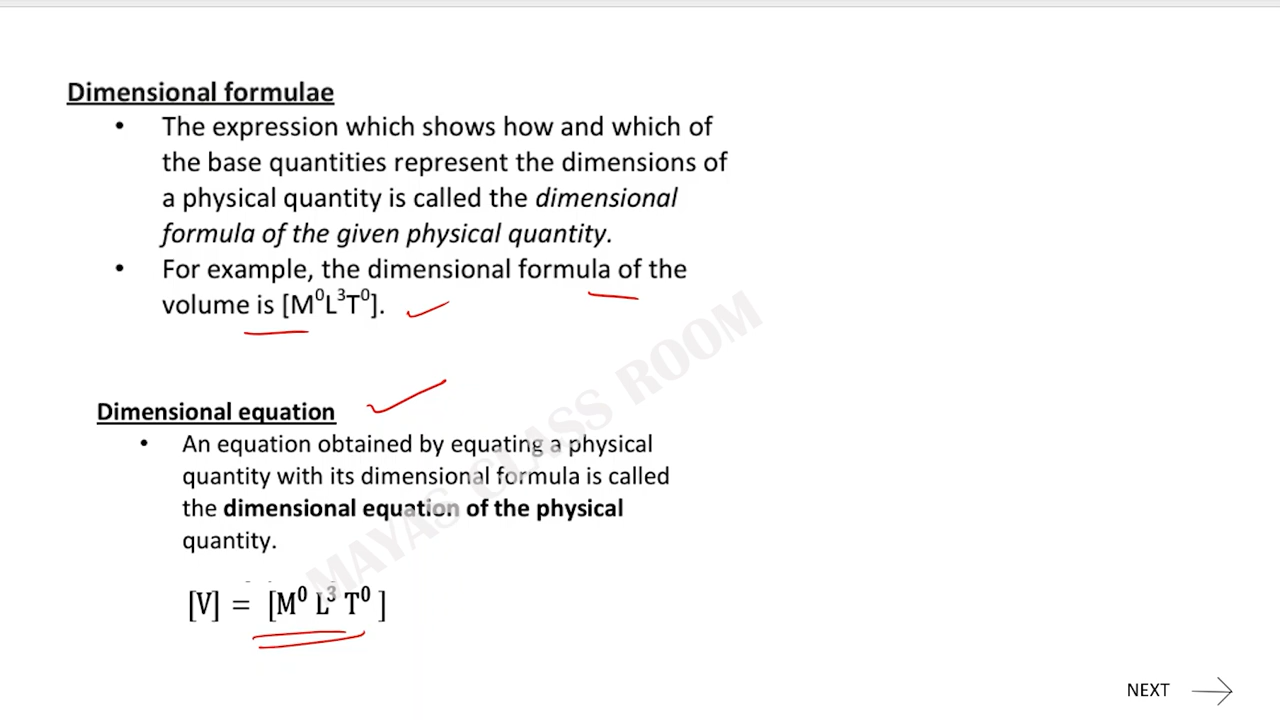 Dimensional formulae
• The expression which shows how and which of
the base quantities represent the dimensions of
a physical quantity is called the dimensional
formula of the given physical quantity.
• For example, the dimensional formula of the
volume is [M⁰L³T⁰].
Dimensional equation
• An equation obtained by equating a physical
quantity with its dimensional formula is called
the dimensional equation of the physical
quantity.
[V] = [M⁰ L³ T⁰ ]
MAYAS CLASS ROOM
NEXT